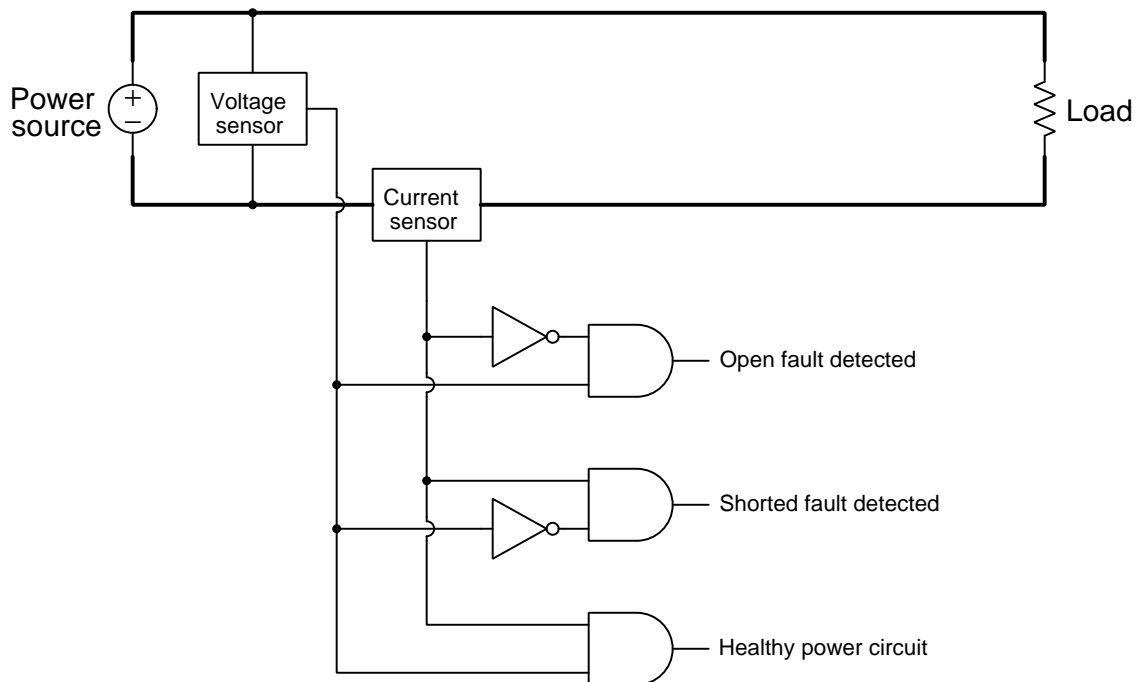 Power
source
+
−
Voltage
sensor
Load
Current
sensor
Open fault detected
Shorted fault detected
Healthy power circuit